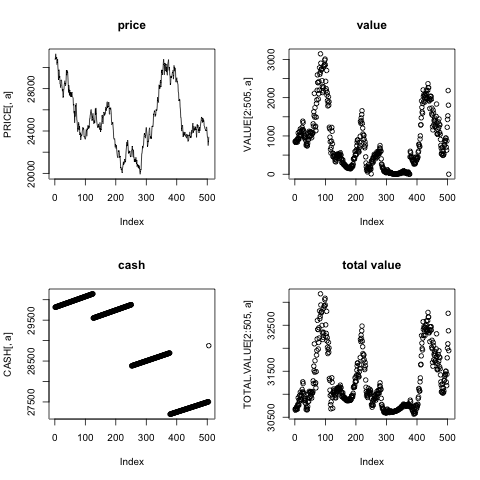 price
PRICE[, a]
20000 24000 28000
0 100 200 300 400 500
Index
value
VALUE[2:505, a]
0 1000 2000 3000
0 100 200 300 400 500
Index
cash
CASH[, a]
27500 28500 29500
0 100 200 300 400 500
Index
total value
TOTAL.VALUE[2:505, a]
30500 31500 32500
0 100 200 300 400 500
Index